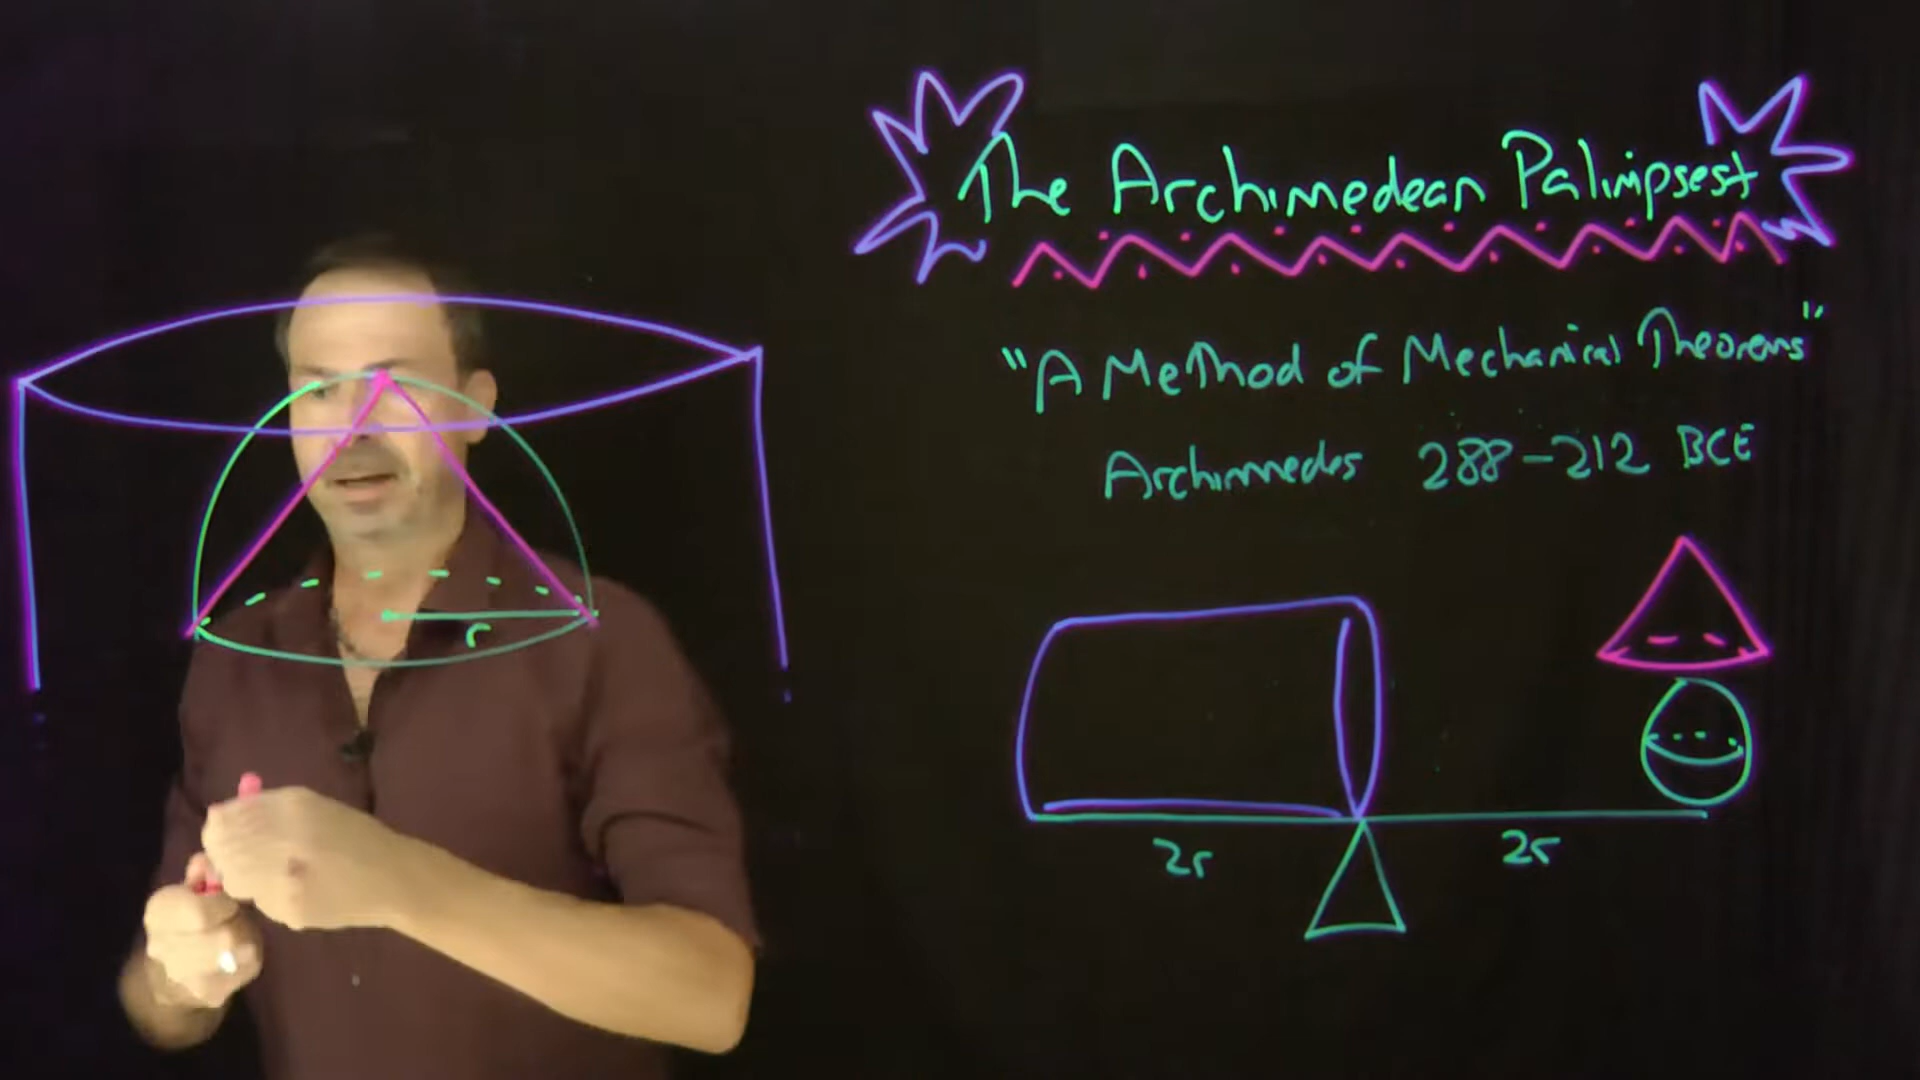 The Archimedean Palimpsest
"A Method of Mechanical Theorems"
Archimedes 288-212 BCE
r
2r 2r